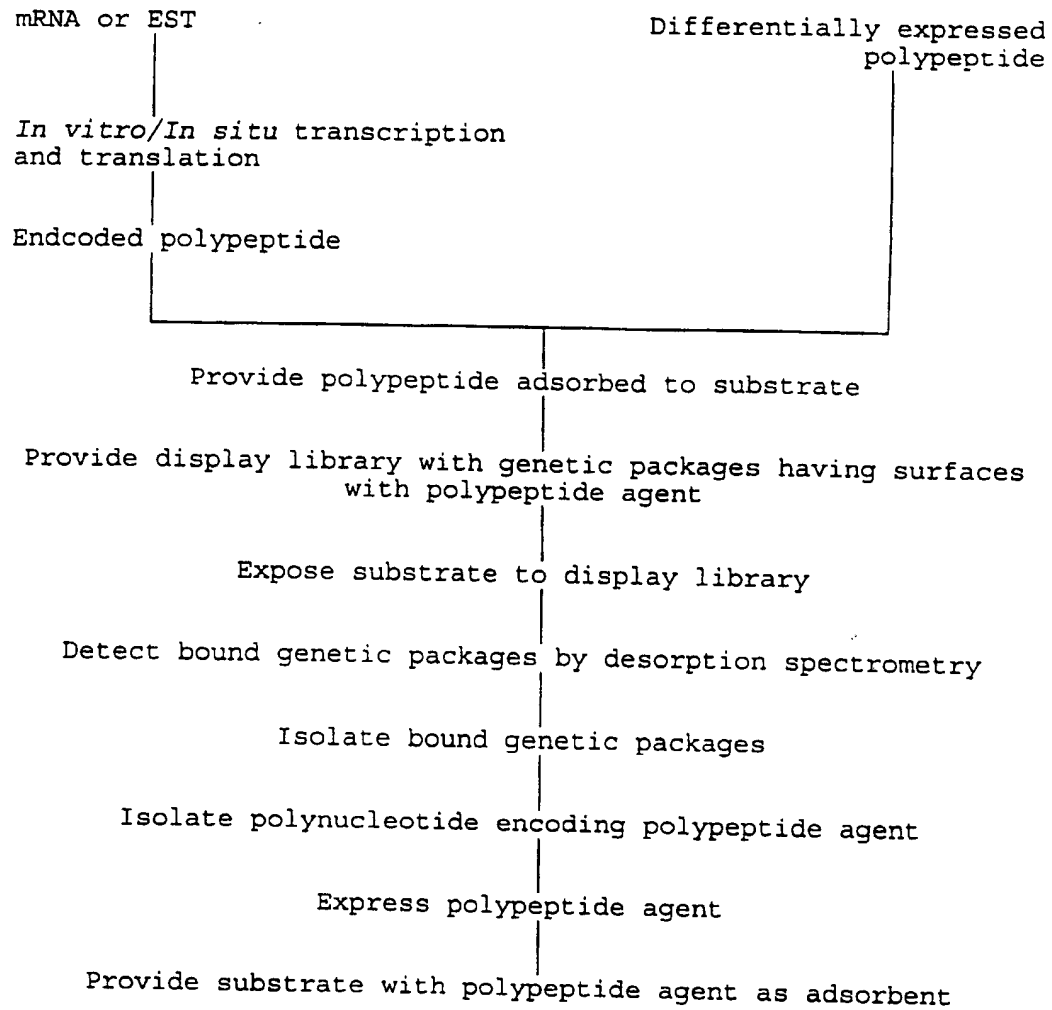 mRNA or EST
Differentially expressed
polypeptide
In vitro/In situ transcription
and translation
Endcoded polypeptide
Provide polypeptide adsorbed to substrate
Provide display library with genetic packages having surfaces
with polypeptide agent
Expose substrate to display library
Detect bound genetic packages by desorption spectrometry
Isolate bound genetic packages
Isolate polynucleotide encoding polypeptide agent
Express polypeptide agent
Provide substrate with polypeptide agent as adsorbent